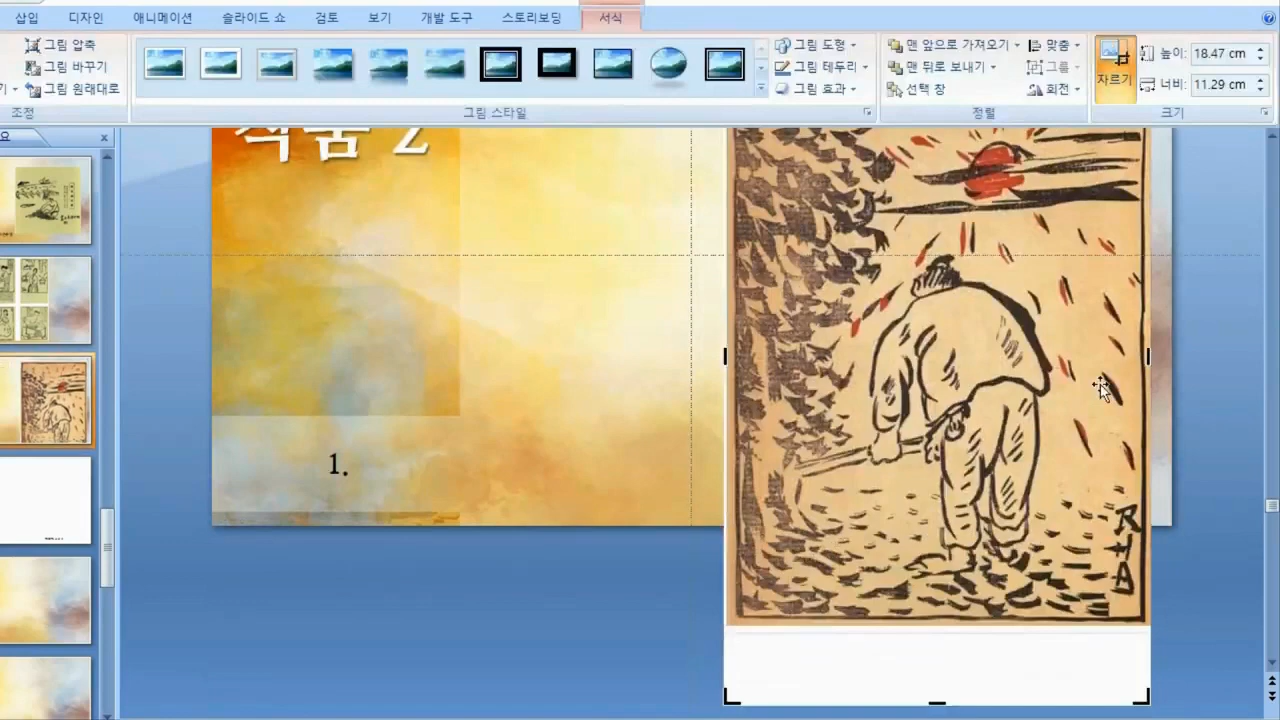 삽입 디자인 애니메이션 슬라이드 쇼 검토 보기 개발 도구 스토리보딩 서식
그림 압축
그림 바꾸기
그림 원래대로
조정
그림 스타일
그림 도형
그림 테두리
그림 효과
맨 앞으로 가져오기
맨 뒤로 보내기
선택 창
맞춤
그룹
회전
정렬
자르기
높이: 18.47 cm
너비: 11.29 cm
크기
요 x
작품 2
1.
RHA